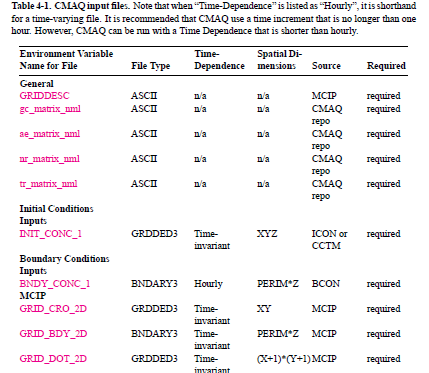 Table 4-1. CMAQ input files. Note that when "Time-Dependence" is listed as "Hourly", it is shorthand
for a time-varying file. It is recommended that CMAQ use a time increment that is no longer than one
hour. However, CMAQ can be run with a Time Dependence that is shorter than hourly.
Environment Variable Time- Spatial Di-
Name for File File Type Dependence mensions Source Required
General
GRIDDESC ASCII n/a n/a MCIP required
gc_matrix_nml ASCII n/a n/a CMAQ required
repo
ae_matrix_nml ASCII n/a n/a CMAQ required
repo
nr_matrix_nml ASCII n/a n/a CMAQ required
repo
tr_matrix_nml ASCII n/a n/a CMAQ required
repo
Initial Conditions
Inputs
INIT_CONC_1 GRDDED3 Time- XYZ ICON or required
invariant CCTM
Boundary Conditions
Inputs
BNDY_CONC_1 BNDARY3 Hourly PERIM*Z BCON required
MCIP
GRID_CRO_2D GRDDED3 Time- XY MCIP required
invariant
GRID_BDY_2D BNDARY3 Time- PERIM*Z MCIP required
invariant
GRID_DOT_2D GRDDED3 Time- (X+1)*(Y+1) MCIP required
invariant